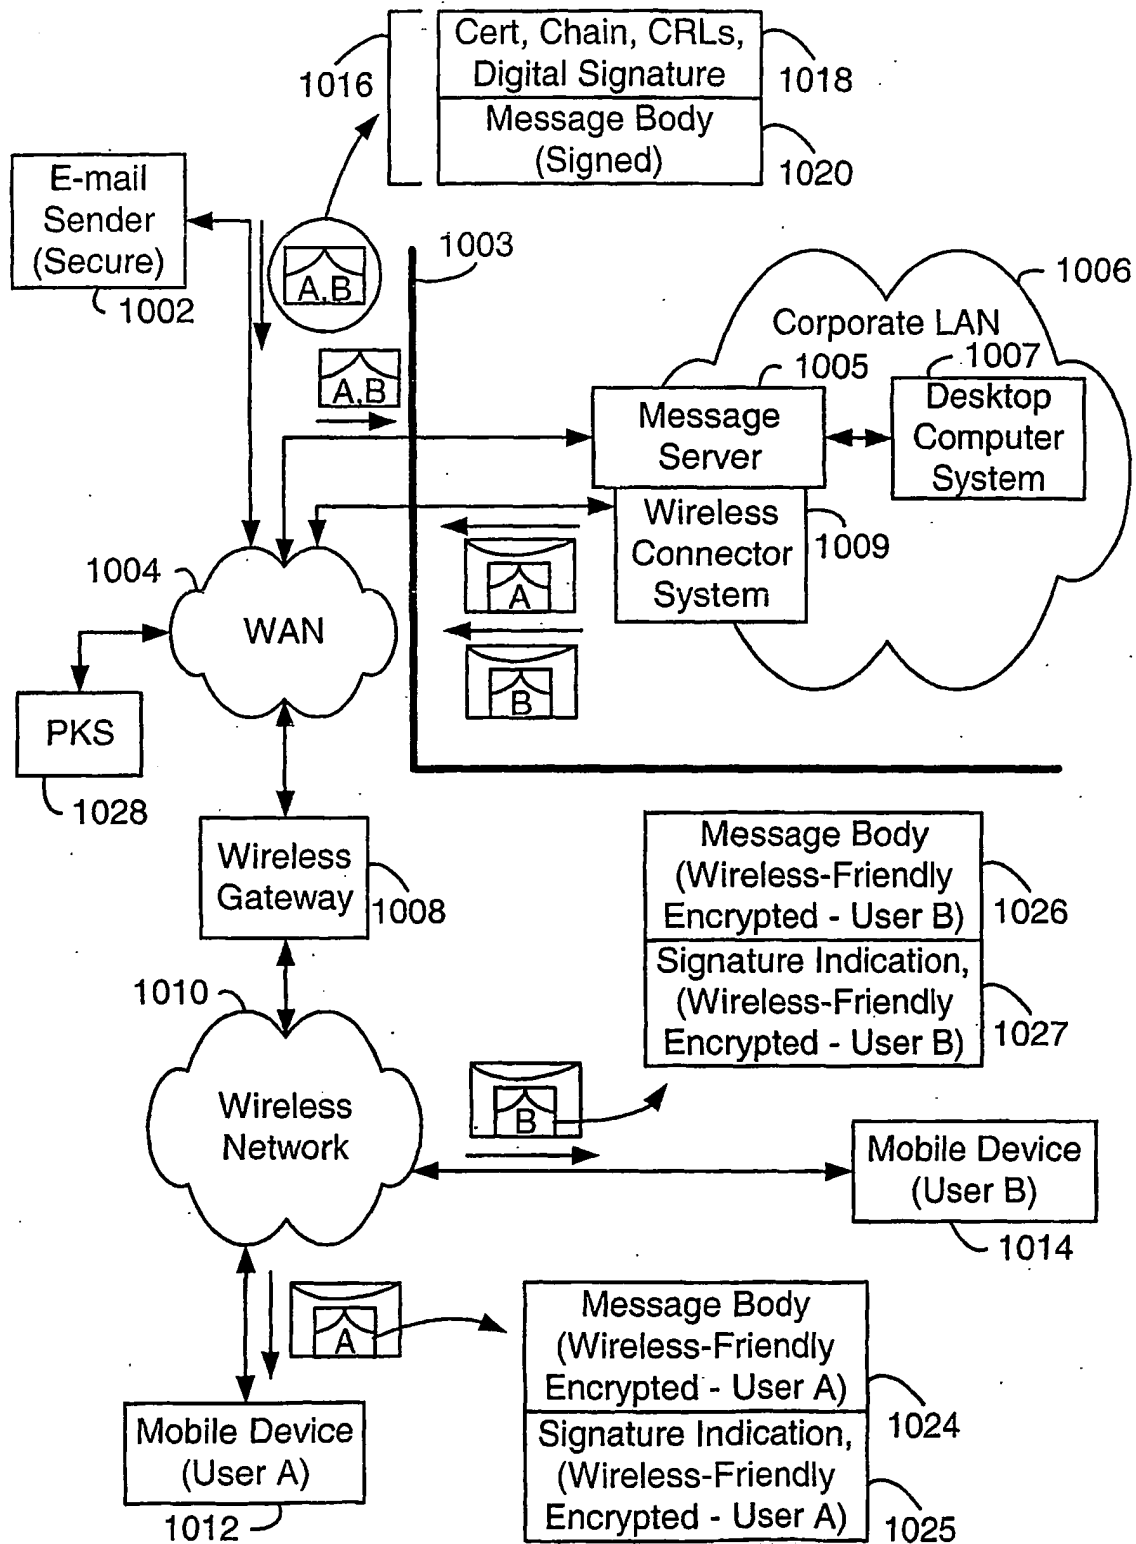 Cert, Chain, CRLs,
Digital Signature
1016
1018
Message Body
(Signed)
1020
E-mail
Sender
(Secure)
1002
A,B
1003
1006
Corporate LAN
A,B
1005
1007
Message
Server
Desktop
Computer
System
Wireless
Connector
System
1009
A
B
1004
WAN
PKS
1028
Wireless
Gateway
1008
Message Body
(Wireless-Friendly
Encrypted - User B)
1026
Signature Indication,
(Wireless-Friendly
Encrypted - User B)
1027
1010
Wireless
Network
B
Mobile Device
(User B)
1014
A
Message Body
(Wireless-Friendly
Encrypted - User A)
1024
Signature Indication,
(Wireless-Friendly
Encrypted - User A)
1025
Mobile Device
(User A)
1012